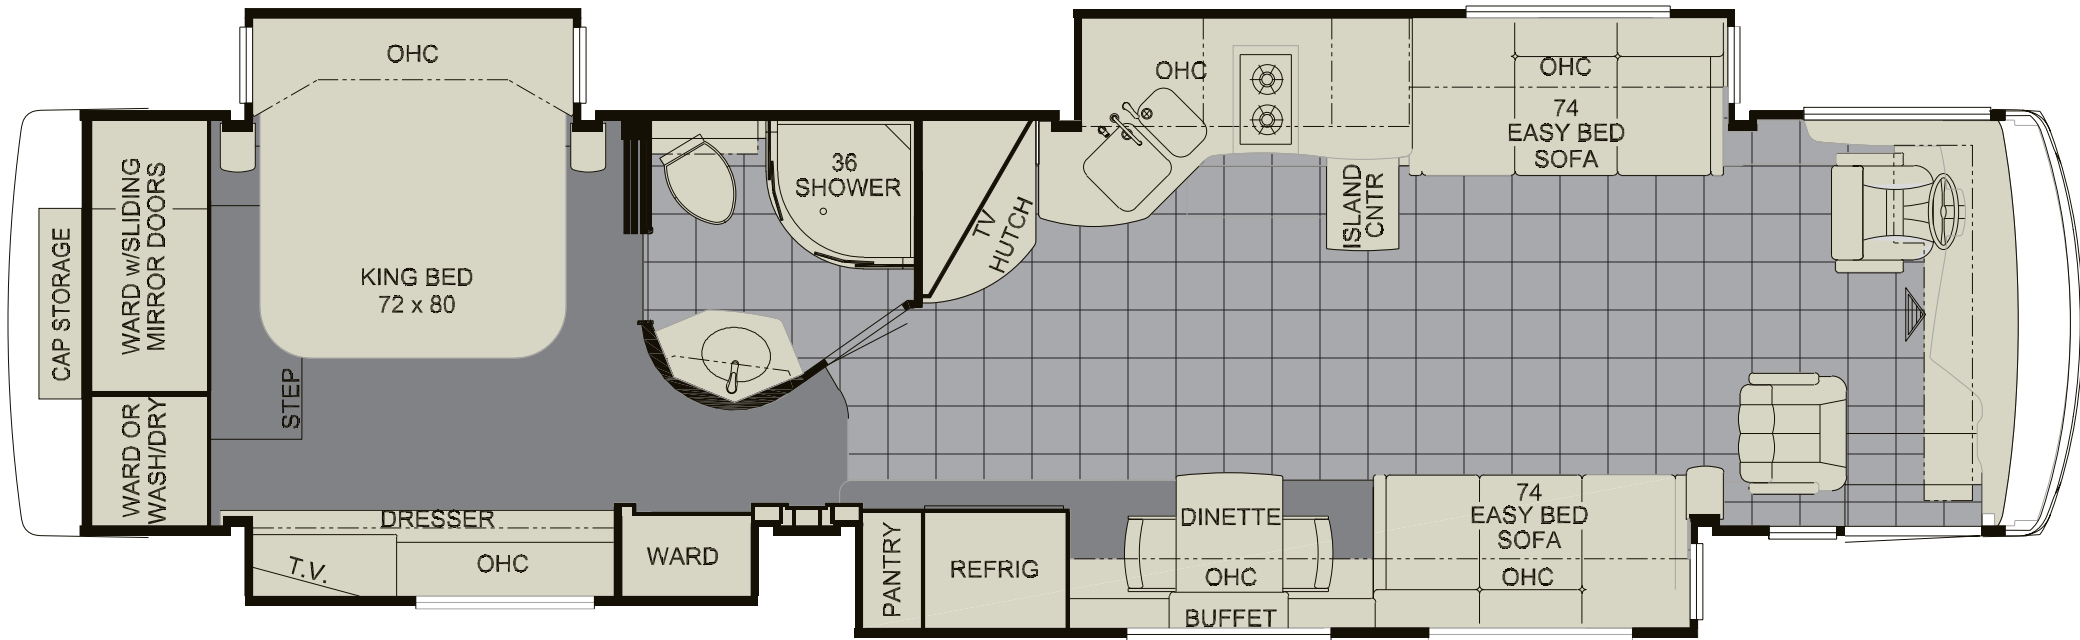 OHC
OHC
OHC
74
EASY BED
SOFA
36
SHOWER
WARD w/SLIDING
MIRROR DOORS
CAP STORAGE
KING BED
72 x 80
TV
HUTCH
ISLAND
CNTR
STEP
WARD OR
WASH/DRY
DRESSER
T.V.
OHC
WARD
PANTRY
REFRIG
DINETTE
OHC
BUFFET
74
EASY BED
SOFA
OHC